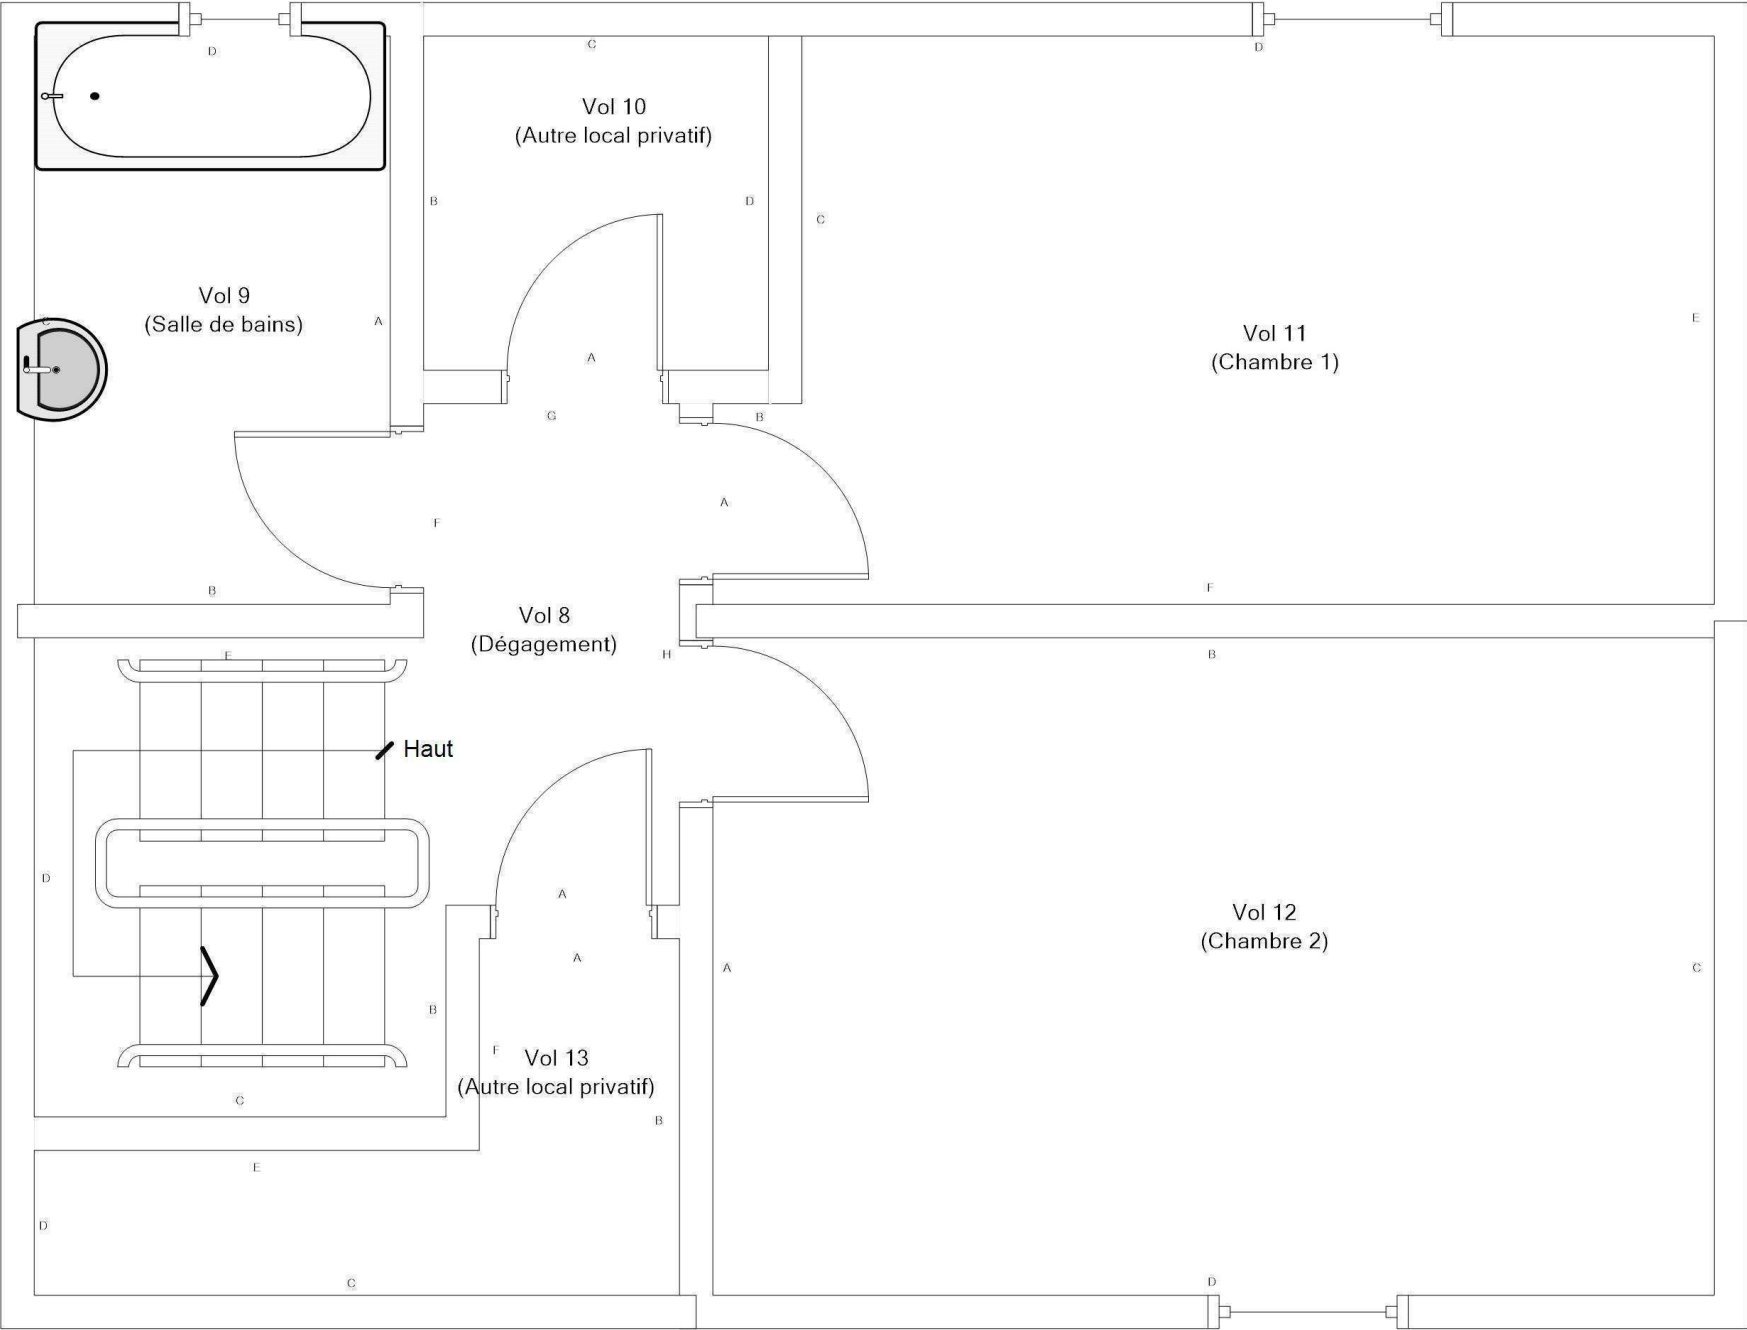 D
C
D
Vol 10
(Autre local privatif)
B
D
C
Vol 9
(Salle de bains)
C
A
E
Vol 11
(Chambre 1)
A
G
B
A
F
B
F
Vol 8
(Dégagement)
E
H
B
Haut
D
A
Vol 12
(Chambre 2)
A
A
C
B
F
Vol 13
(Autre local privatif)
C
B
E
D
C
D